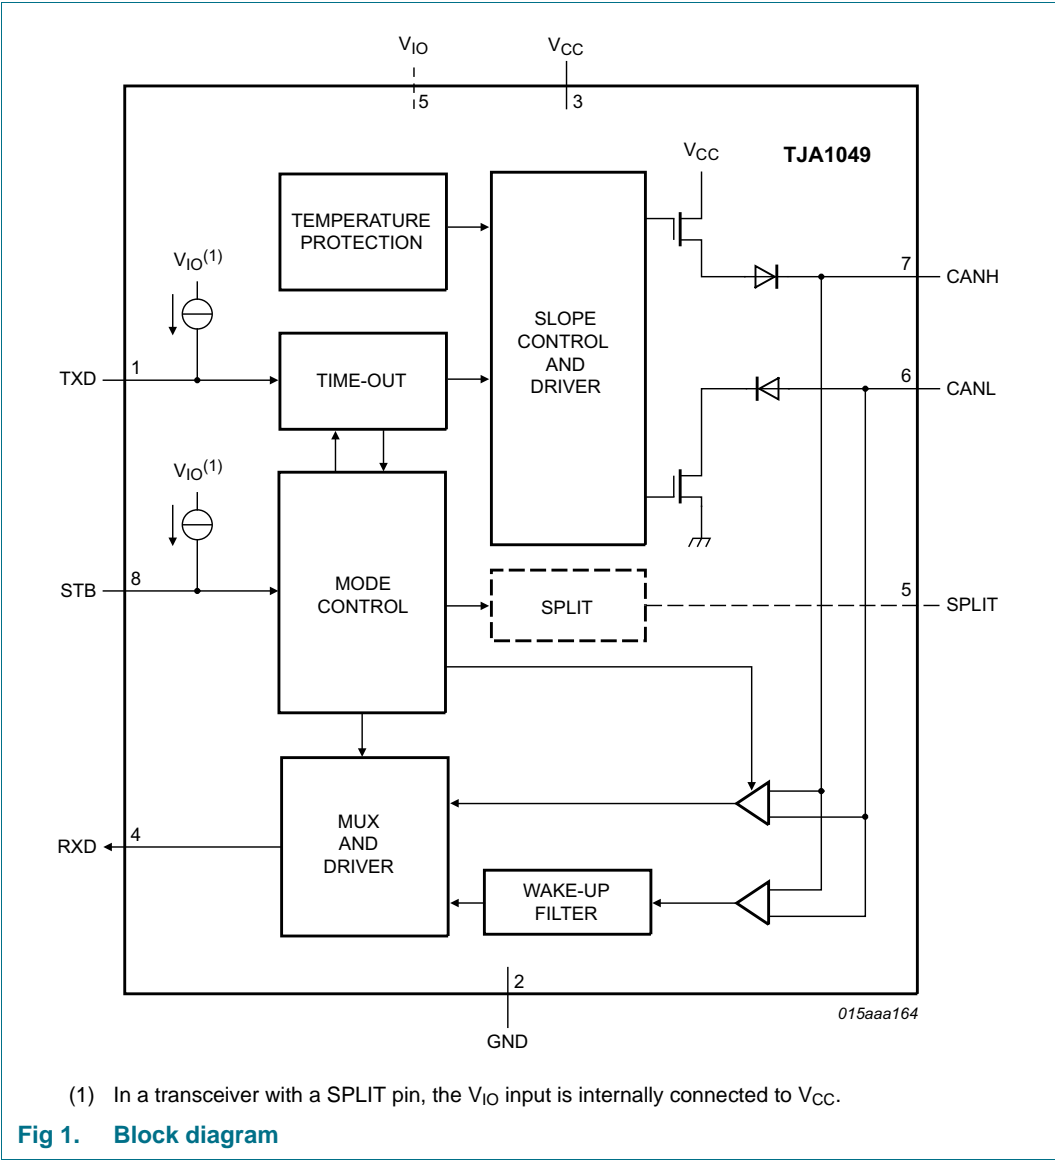 VIO
VCC
5
3
VCC
TJA1049
TEMPERATURE
PROTECTION
VIO(1)
7
CANH
SLOPE
CONTROL
AND
DRIVER
1
TXD
TIME-OUT
6
CANL
VIO(1)
8
STB
MODE
CONTROL
SPLIT
5
SPLIT
MUX
AND
DRIVER
4
RXD
WAKE-UP
FILTER
2
GND
015aaa164
(1) In a transceiver with a SPLIT pin, the VIO input is internally connected to VCC.
Fig 1. Block diagram